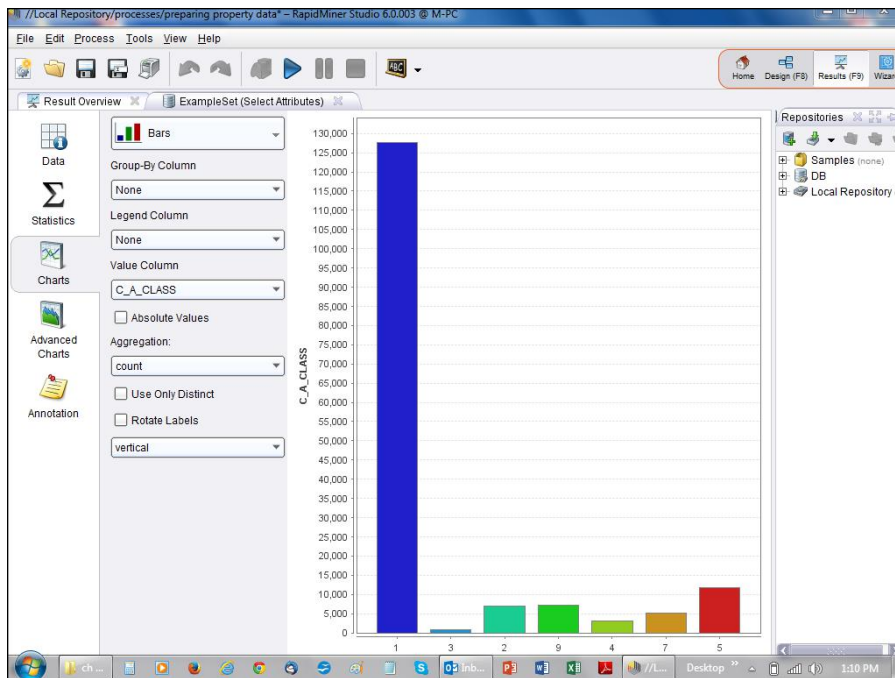 //Local Repository/processes/preparing property data* – RapidMiner Studio 6.0.003 @ M-PC
File Edit Process Tools View Help
ABC
Home Design (F8) Results (F9) Wizar
Result Overview ExampleSet (Select Attributes)
Data
Statistics
Charts
Advanced
Charts
Annotation
Bars
Group-By Column
None
Legend Column
None
Value Column
C_A_CLASS
Absolute Values
Aggregation:
count
Use Only Distinct
Rotate Labels
vertical
C_A_CLASS
130,000
125,000
120,000
115,000
110,000
105,000
100,000
95,000
90,000
85,000
80,000
75,000
70,000
65,000
60,000
55,000
50,000
45,000
40,000
35,000
30,000
25,000
20,000
15,000
10,000
5,000
0
1 3 2 9 4 7 5
Repositories
Samples (none)
DB
Local Repository
ch ... Inb... //L... Desktop 1:10 PM